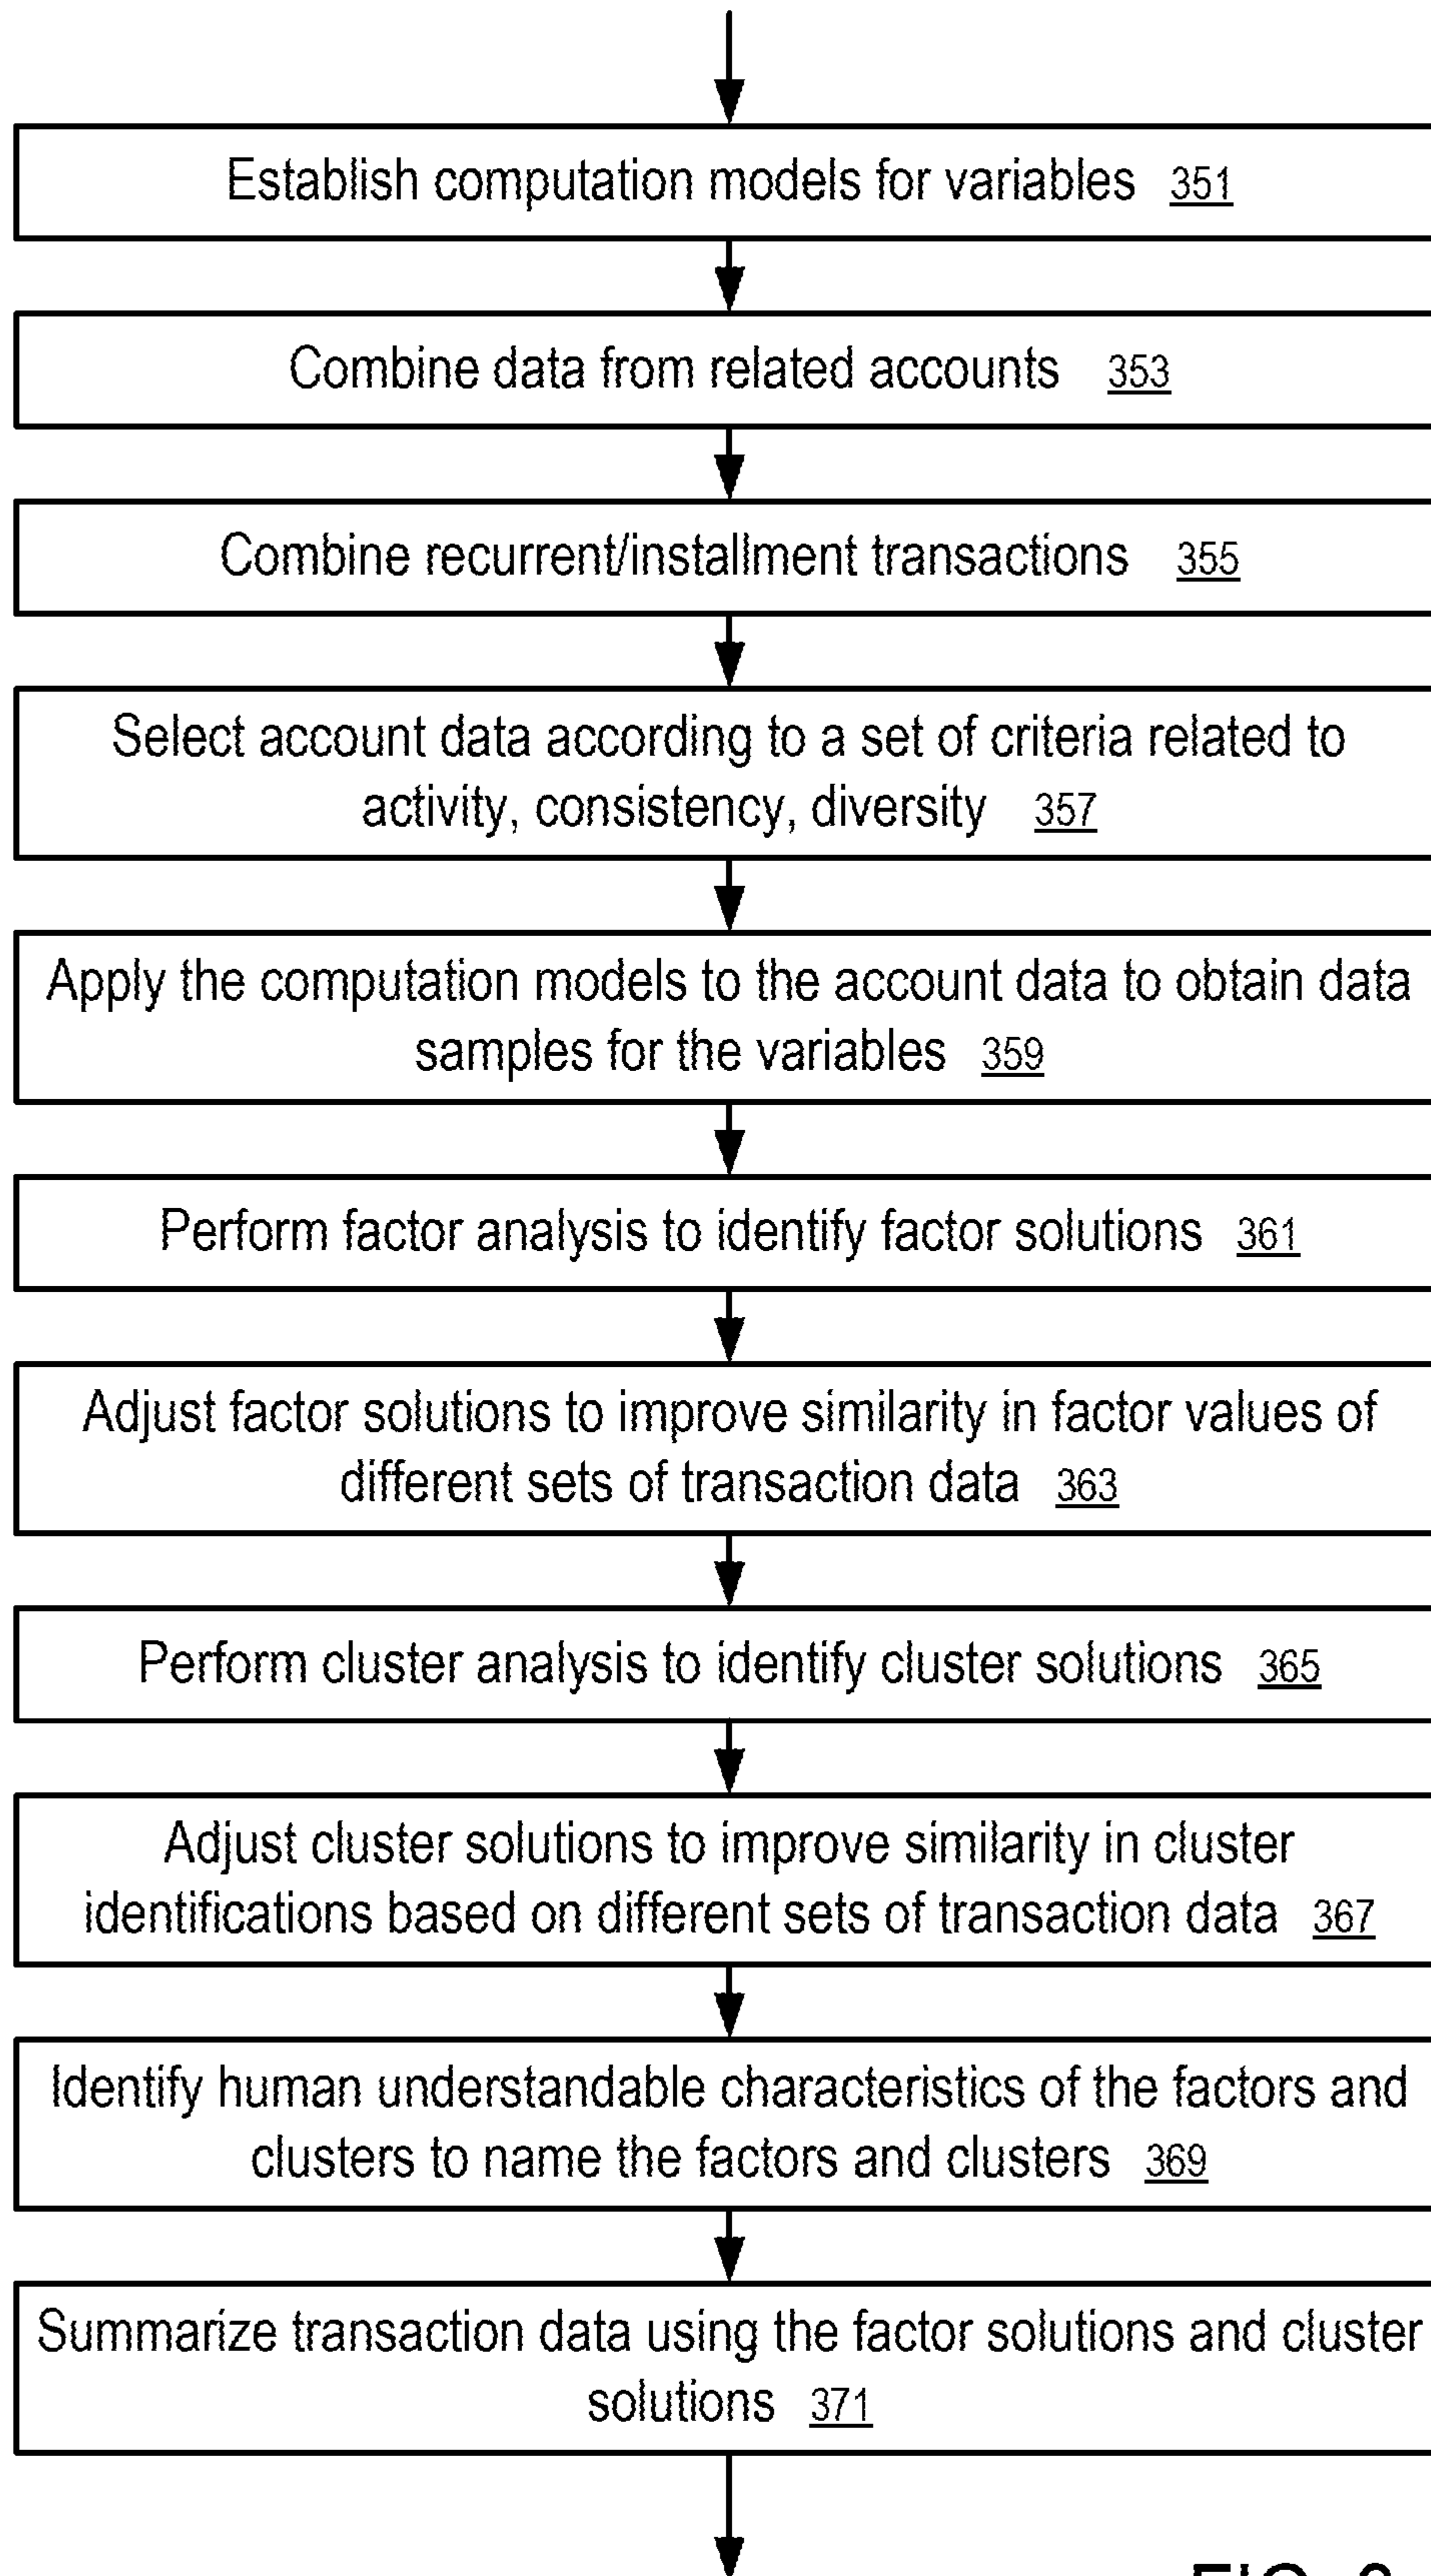 Establish computation models for variables 351
Combine data from related accounts 353
Combine recurrent/installment transactions 355
Select account data according to a set of criteria related to
activity, consistency, diversity 357
Apply the computation models to the account data to obtain data
samples for the variables 359
Perform factor analysis to identify factor solutions 361
Adjust factor solutions to improve similarity in factor values of
different sets of transaction data 363
Perform cluster analysis to identify cluster solutions 365
Adjust cluster solutions to improve similarity in cluster
identifications based on different sets of transaction data 367
Identify human understandable characteristics of the factors and
clusters to name the factors and clusters 369
Summarize transaction data using the factor solutions and cluster
solutions 371